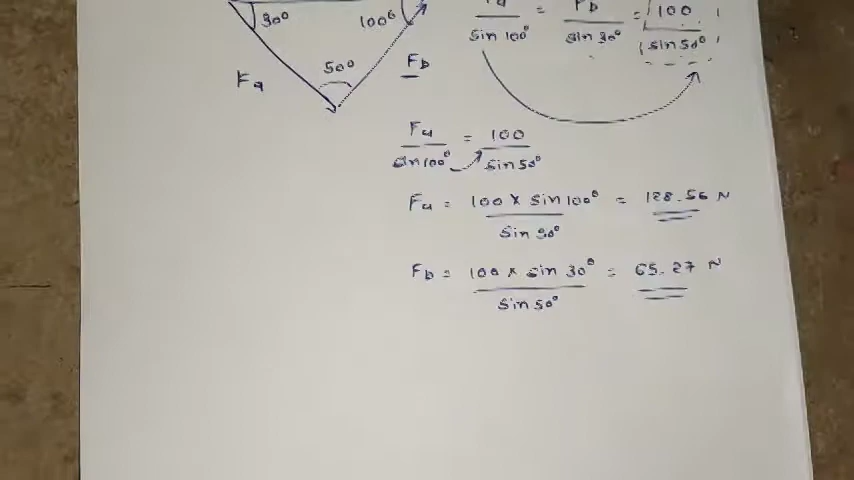 30° 100°
50°
Fa Fb
Fa/sin 100° = Fb/sin 30° = 100/sin 50°
Fa/sin 100° = 100/sin 50°
Fa = 100 × sin 100°/sin 50° = 128.56 N
Fb = 100 × sin 30°/sin 50° = 65.27 N